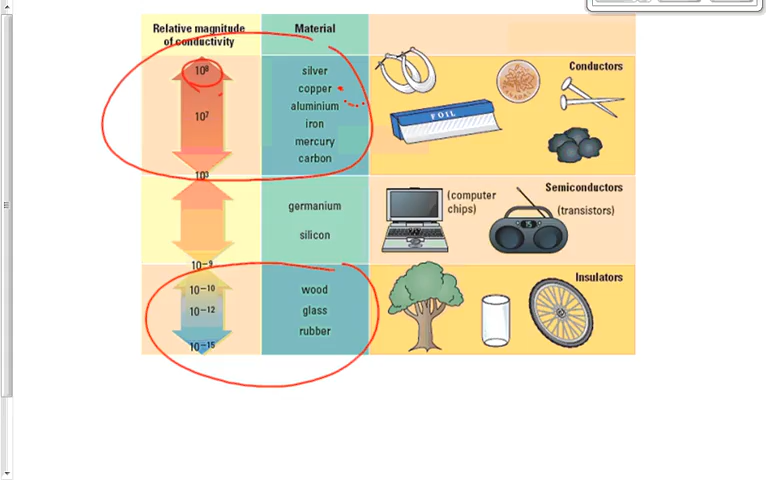 Relative magnitude
of conductivity
Material
10⁸
silver
Conductors
copper
aluminium
10⁷
iron
FOIL
mercury
carbon
10³
Semiconductors
germanium
(computer
chips)
(transistors)
silicon
10⁻⁹
Insulators
10⁻¹⁰
wood
10⁻¹²
glass
rubber
10⁻¹⁵